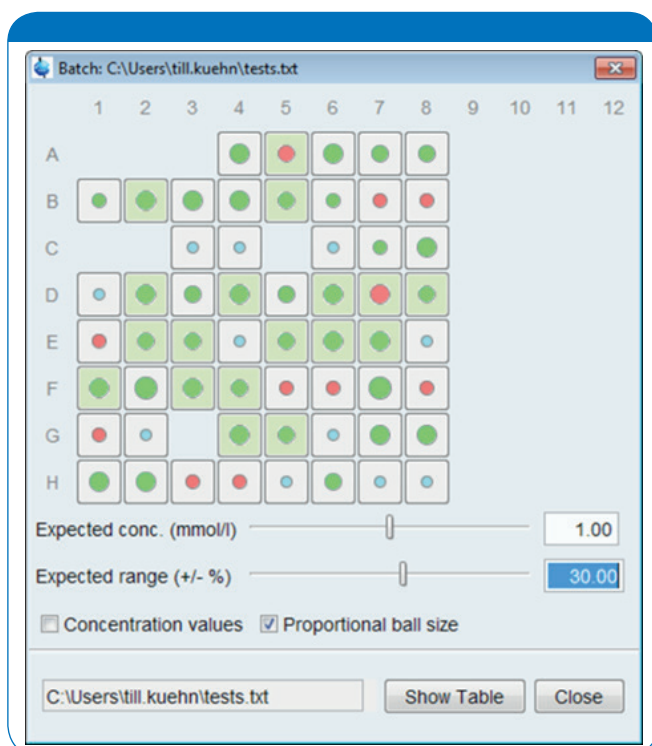 Batch: C:\Users\till.kuehn\tests.txt
1 2 3 4 5 6 7 8 9 10 11 12
A
B
C
D
E
F
G
H
Expected conc. (mmol/l) 1.00
Expected range (+/- %) 30.00
Concentration values Proportional ball size
C:\Users\till.kuehn\tests.txt Show Table Close